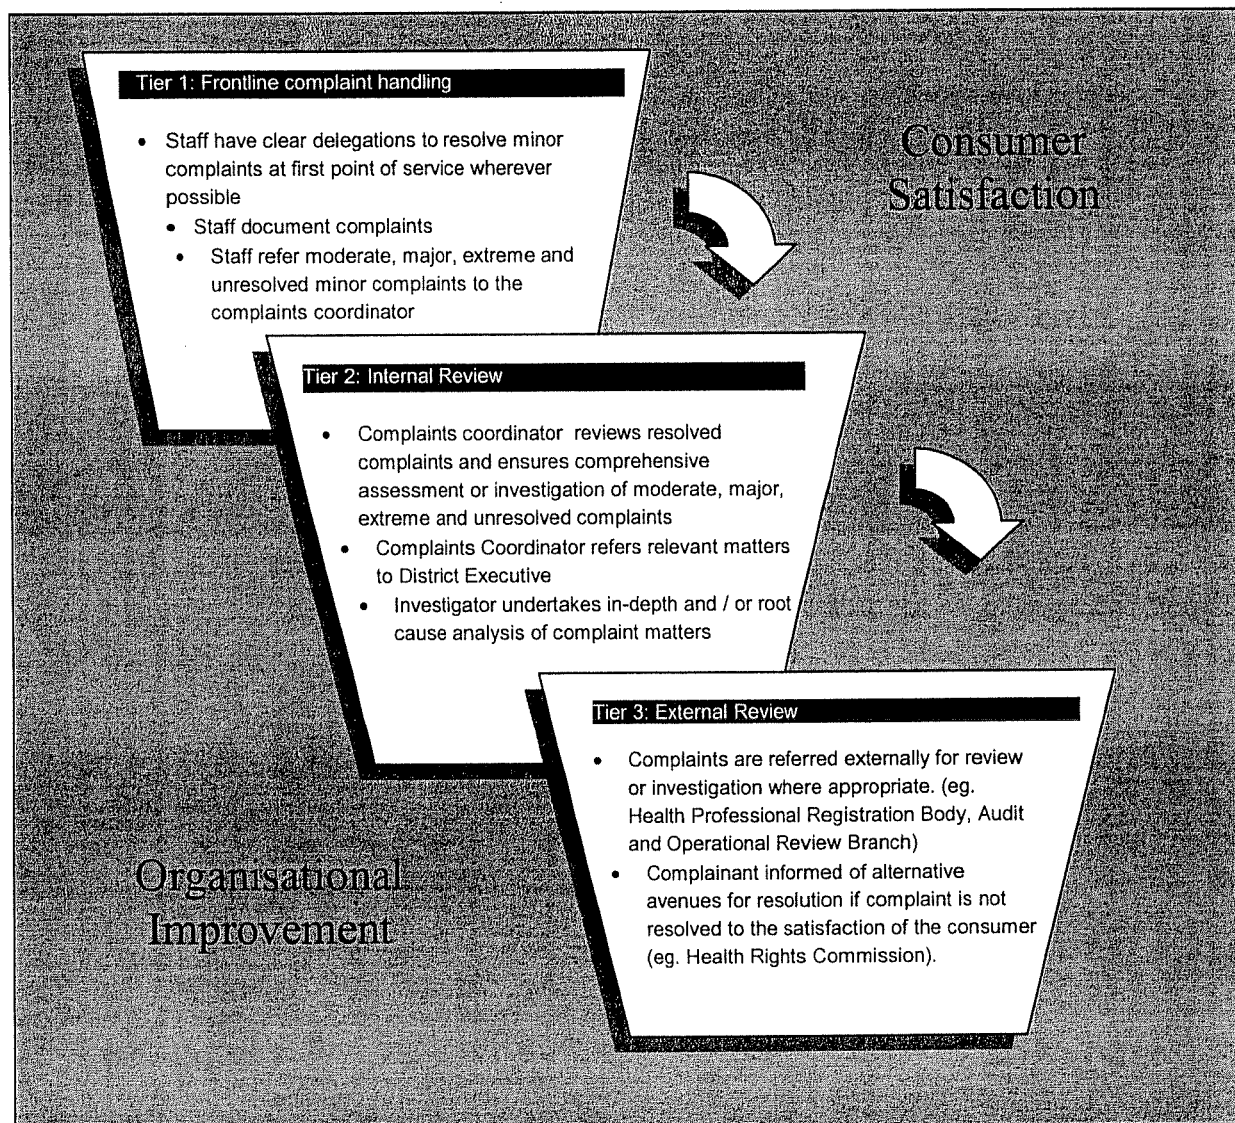 Tier 1: Frontline complaint handling
• Staff have clear delegations to resolve minor
complaints at first point of service wherever
possible
• Staff document complaints
• Staff refer moderate, major, extreme and
unresolved minor complaints to the
complaints coordinator
Consumer
Satisfaction
Tier 2: Internal Review
• Complaints coordinator reviews resolved
complaints and ensures comprehensive
assessment or investigation of moderate, major,
extreme and unresolved complaints
• Complaints Coordinator refers relevant matters
to District Executive
• Investigator undertakes in-depth and / or root
cause analysis of complaint matters
Tier 3: External Review
• Complaints are referred externally for review
or investigation where appropriate. (eg.
Health Professional Registration Body, Audit
and Operational Review Branch)
• Complainant informed of alternative
avenues for resolution if complaint is not
resolved to the satisfaction of the consumer
(eg. Health Rights Commission).
Organisational
Improvement